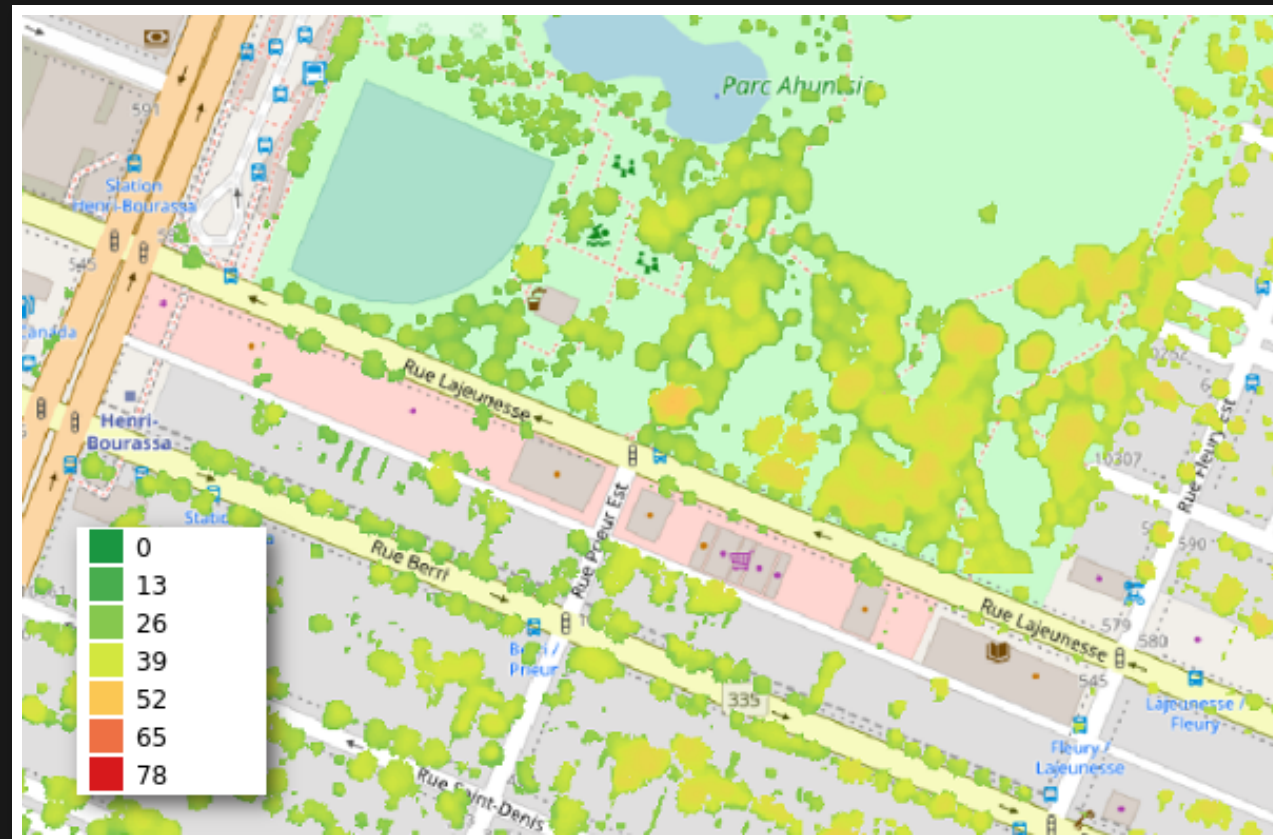 Parc Ahuntsic
591
Station
Henri-Bourassa
545
Canada
Rue Lajeunesse
Henri-
Bourassa
Rue Berri
Rue Prieur Est
Rue Fleury Est
10307
590
579
580
545
Rue Lajeunesse
Lajeunesse /
Fleury
Fleury /
Lajeunesse
335
Berri /
Prieur
Rue Saint-Denis
0
13
26
39
52
65
78